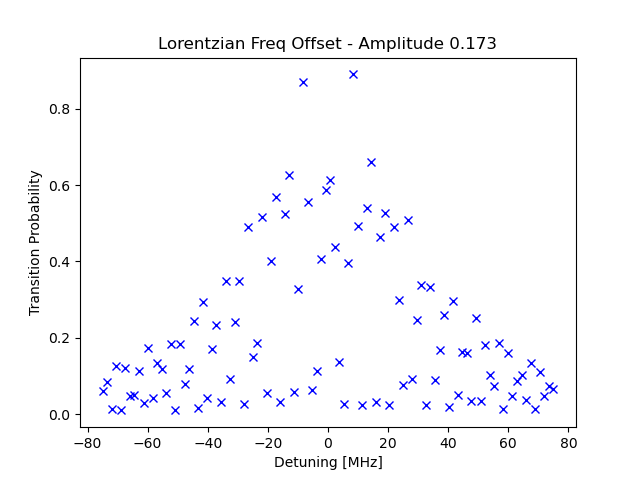 Lorentzian Freq Offset - Amplitude 0.173
Transition Probability
0.8
0.6
0.4
0.2
0.0
−80 −60 −40 −20 0 20 40 60 80
Detuning [MHz]